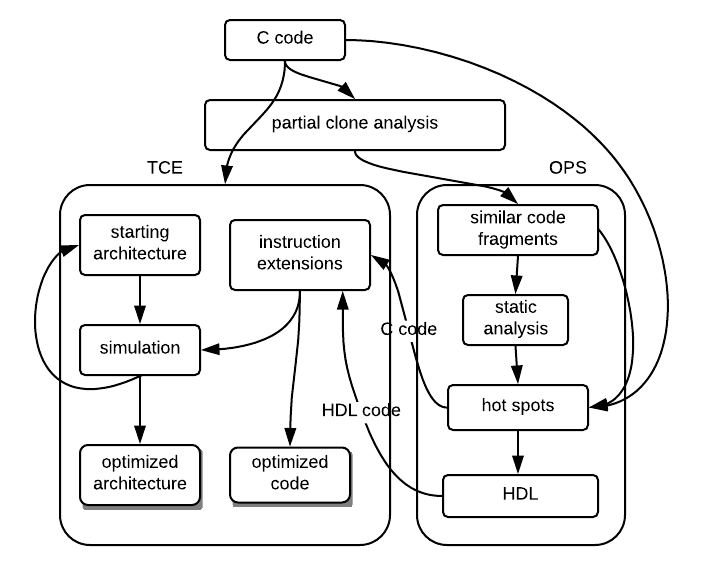 C code
partial clone analysis
TCE
OPS
starting
architecture
instruction
extensions
similar code
fragments
static
analysis
C code
simulation
hot spots
HDL code
optimized
architecture
optimized
code
HDL